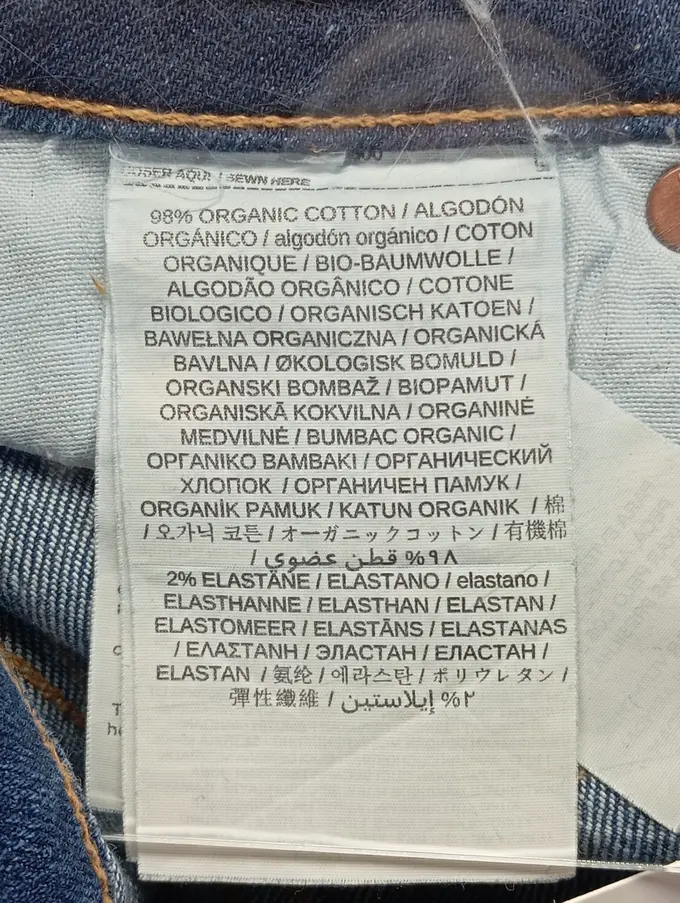 COSER AQUI / SEWN HERE
98% ORGANIC COTTON / ALGODÓN
ORGÁNICO / algodón orgánico / COTON
ORGANIQUE / BIO-BAUMWOLLE /
ALGODÃO ORGÂNICO / COTONE
BIOLOGICO / ORGANISCH KATOEN /
BAWEŁNA ORGANICZNA / ORGANICKÁ
BAVLNA / ØKOLOGISK BOMULD /
ORGANSKI BOMBAŽ / BIOPAMUT /
ORGANISKĀ KOKVILNA / ORGANINĖ
MEDVILNĖ / BUMBAC ORGANIC /
ΟΡΓΑΝΙΚΟ ΒΑΜΒΑΚΙ / ОРГАНИЧЕСКИЙ
ХЛОПОК / ОРГАНИЧЕН ПАМУК /
ORGANİK PAMUK / KATUN ORGANIK / 棉
/ 오가닉 코튼 / オーガニックコットン / 有機棉
/ ٩٨% قطن عضوي
2% ELASTANE / ELASTANO / elastano /
ELASTHANNE / ELASTHAN / ELASTAN /
ELASTOMEER / ELASTĀNS / ELASTANAS
/ ΕΛΑΣΤΑΝΗ / ЭЛАСТАН / ЕЛАСТАН /
ELASTAN / 氨纶 / 에라스탄 / ポリウレタン /
彈性纖維 / ٢% إيلاستين